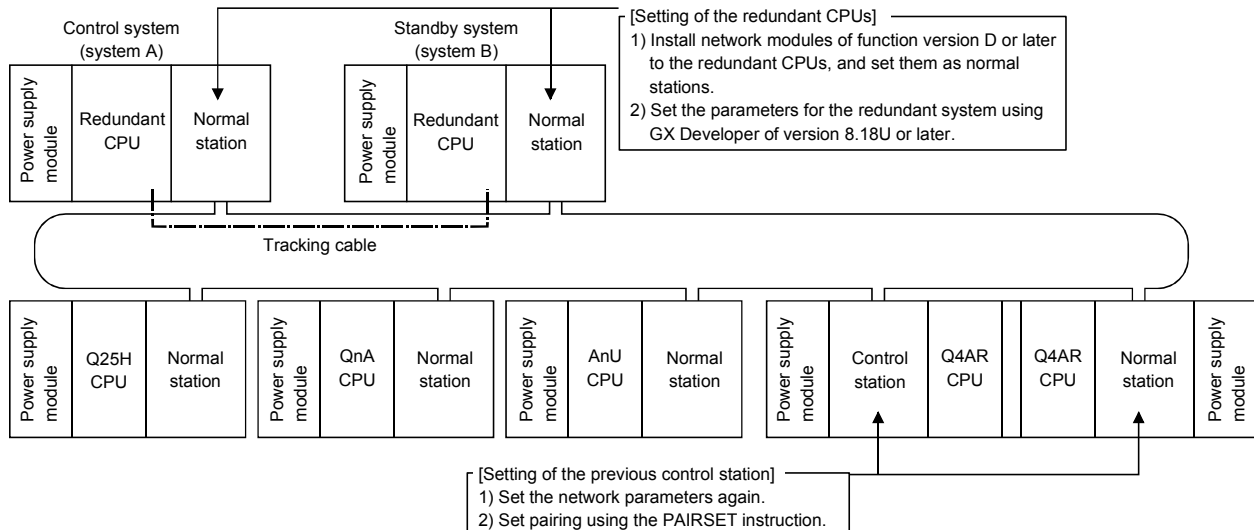 Control system
(system A)
Standby system
(system B)
[Setting of the redundant CPUs]
1) Install network modules of function version D or later
to the redundant CPUs, and set them as normal
stations.
2) Set the parameters for the redundant system using
GX Developer of version 8.18U or later.
Power supply
module
Redundant
CPU
Normal
station
Power supply
module
Redundant
CPU
Normal
station
Tracking cable
Power supply
module
Q25H
CPU
Normal
station
Power supply
module
QnA
CPU
Normal
station
Power supply
module
AnU
CPU
Normal
station
Power supply
module
Control
station
Q4AR
CPU
Q4AR
CPU
Normal
station
Power supply
module
[Setting of the previous control station]
1) Set the network parameters again.
2) Set pairing using the PAIRSET instruction.